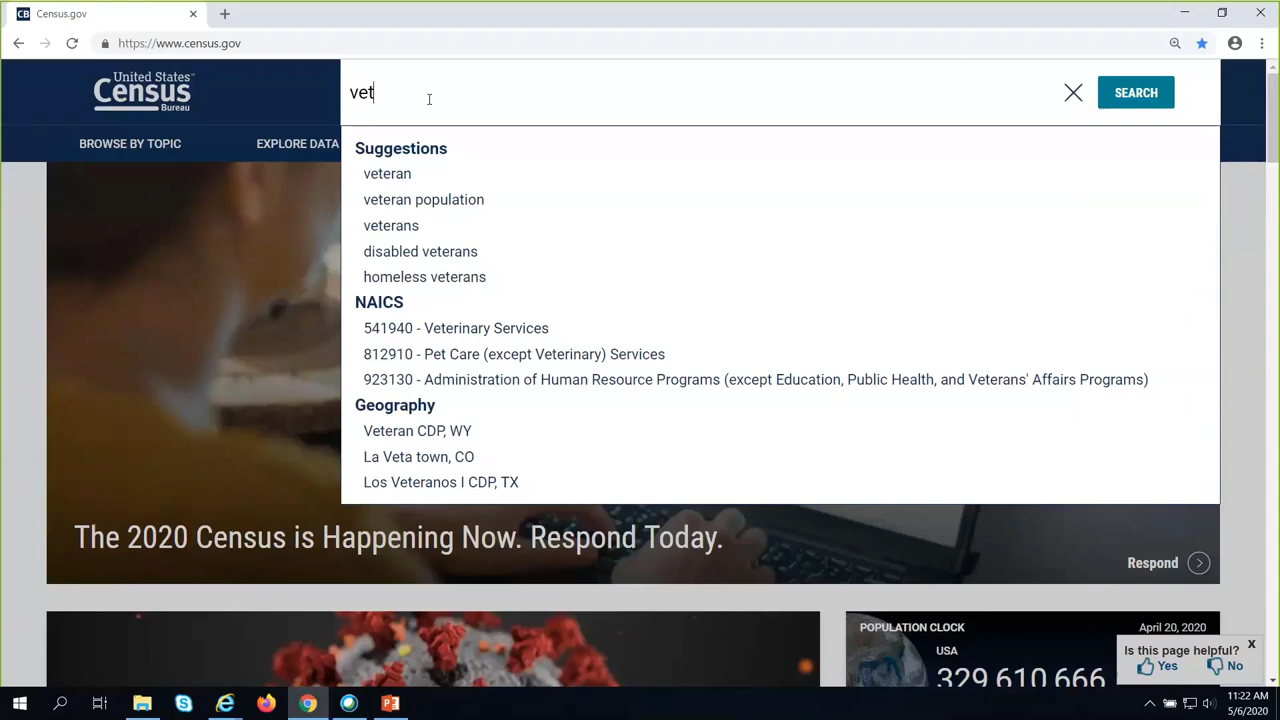 CB Census.gov
https://www.census.gov
United States
Census
Bureau
vet
SEARCH
BROWSE BY TOPIC
EXPLORE DATA
Suggestions
veteran
veteran population
veterans
disabled veterans
homeless veterans
NAICS
541940 - Veterinary Services
812910 - Pet Care (except Veterinary) Services
923130 - Administration of Human Resource Programs (except Education, Public Health, and Veterans' Affairs Programs)
Geography
Veteran CDP, WY
La Veta town, CO
Los Veteranos I CDP, TX
The 2020 Census is Happening Now. Respond Today.
Respond
POPULATION CLOCK
April 20, 2020
USA
329,610,666
Is this page helpful? X
Yes No
11:22 AM
5/6/2020